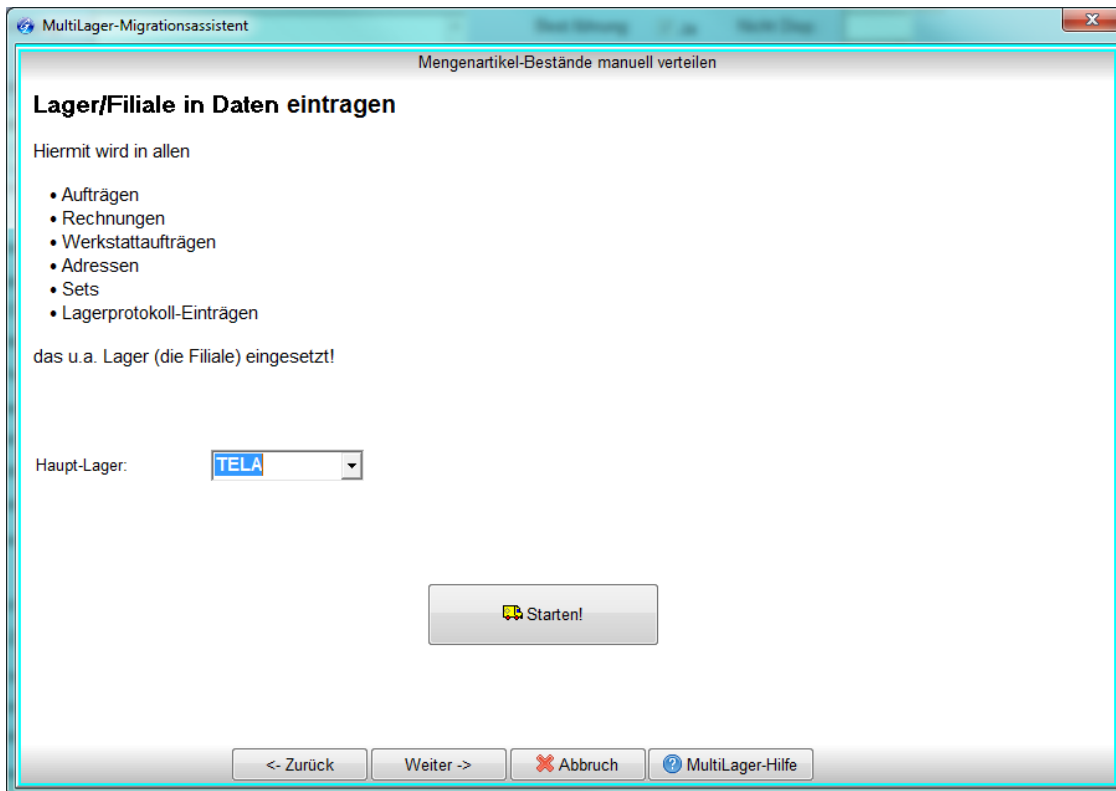 MultiLager-Migrationsassistent
Mengenartikel-Bestände manuell verteilen
Lager/Filiale in Daten eintragen
Hiermit wird in allen
• Aufträgen
• Rechnungen
• Werkstattaufträgen
• Adressen
• Sets
• Lagerprotokoll-Einträgen
das u.a. Lager (die Filiale) eingesetzt!
Haupt-Lager: TELA
Starten!
<- Zurück Weiter -> Abbruch MultiLager-Hilfe